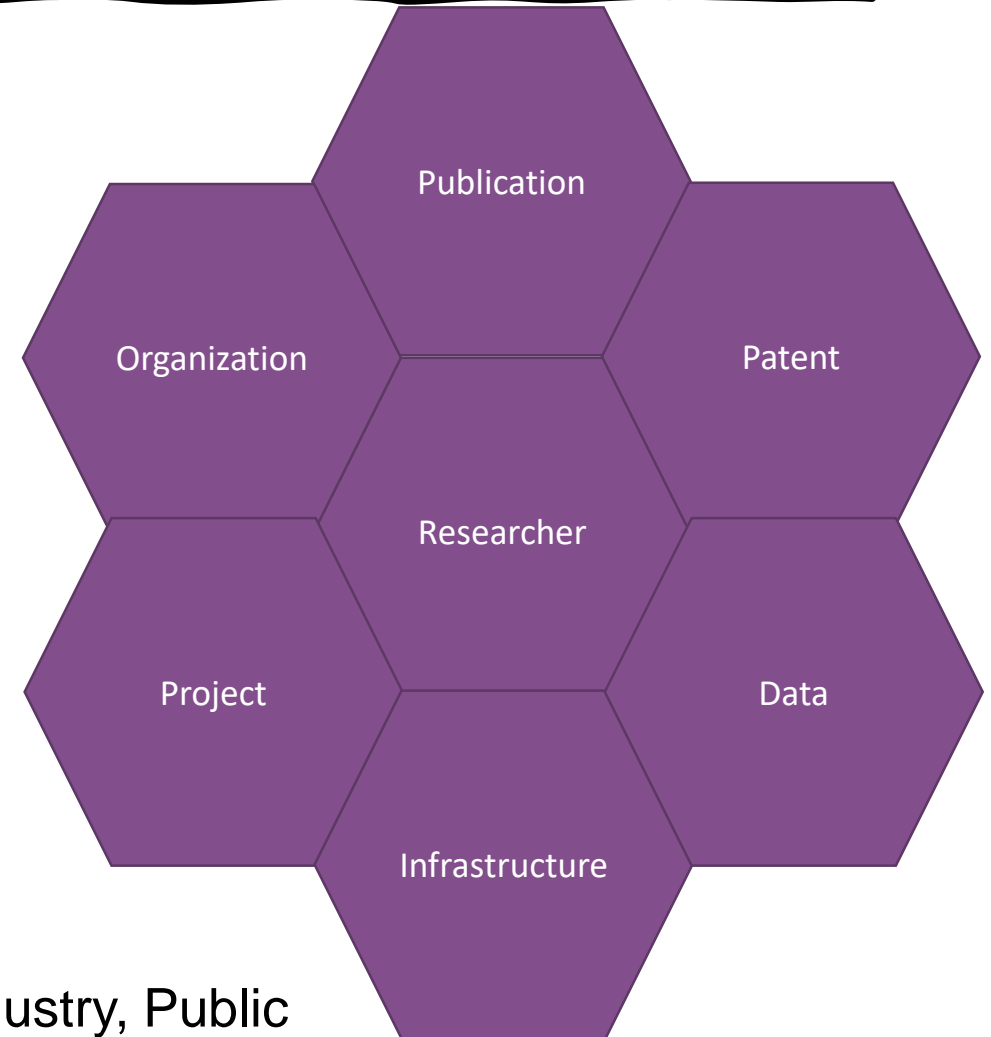 Publication
Organization
Patent
Researcher
Project
Data
Infrastructure
ustry, Public